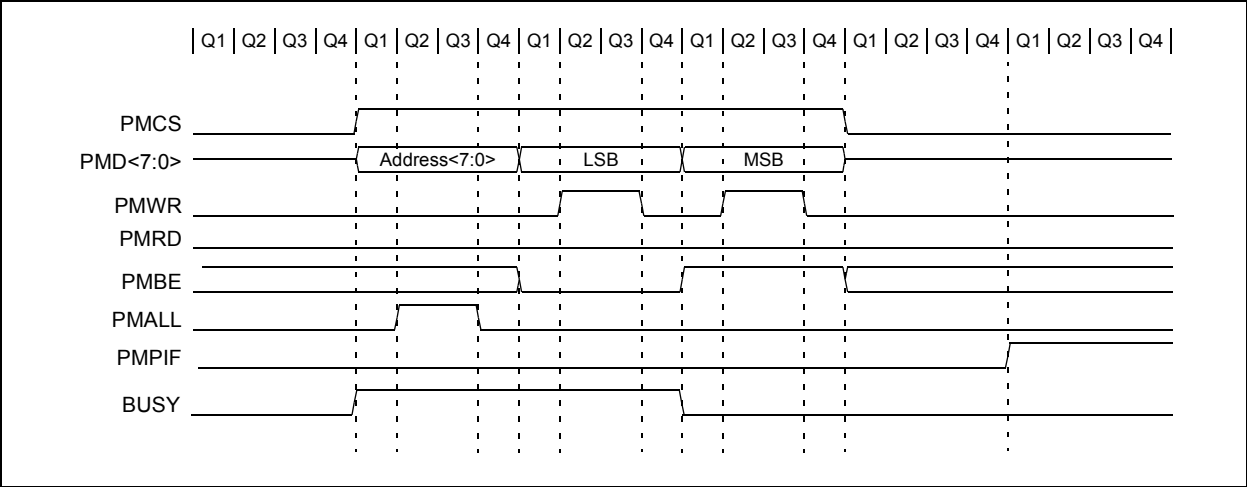 Q1 Q2 Q3 Q4 Q1 Q2 Q3 Q4 Q1 Q2 Q3 Q4 Q1 Q2 Q3 Q4 Q1 Q2 Q3 Q4 Q1 Q2 Q3 Q4
PMCS
PMD<7:0> Address<7:0> LSB MSB
PMWR
PMRD
PMBE
PMALL
PMPIF
BUSY